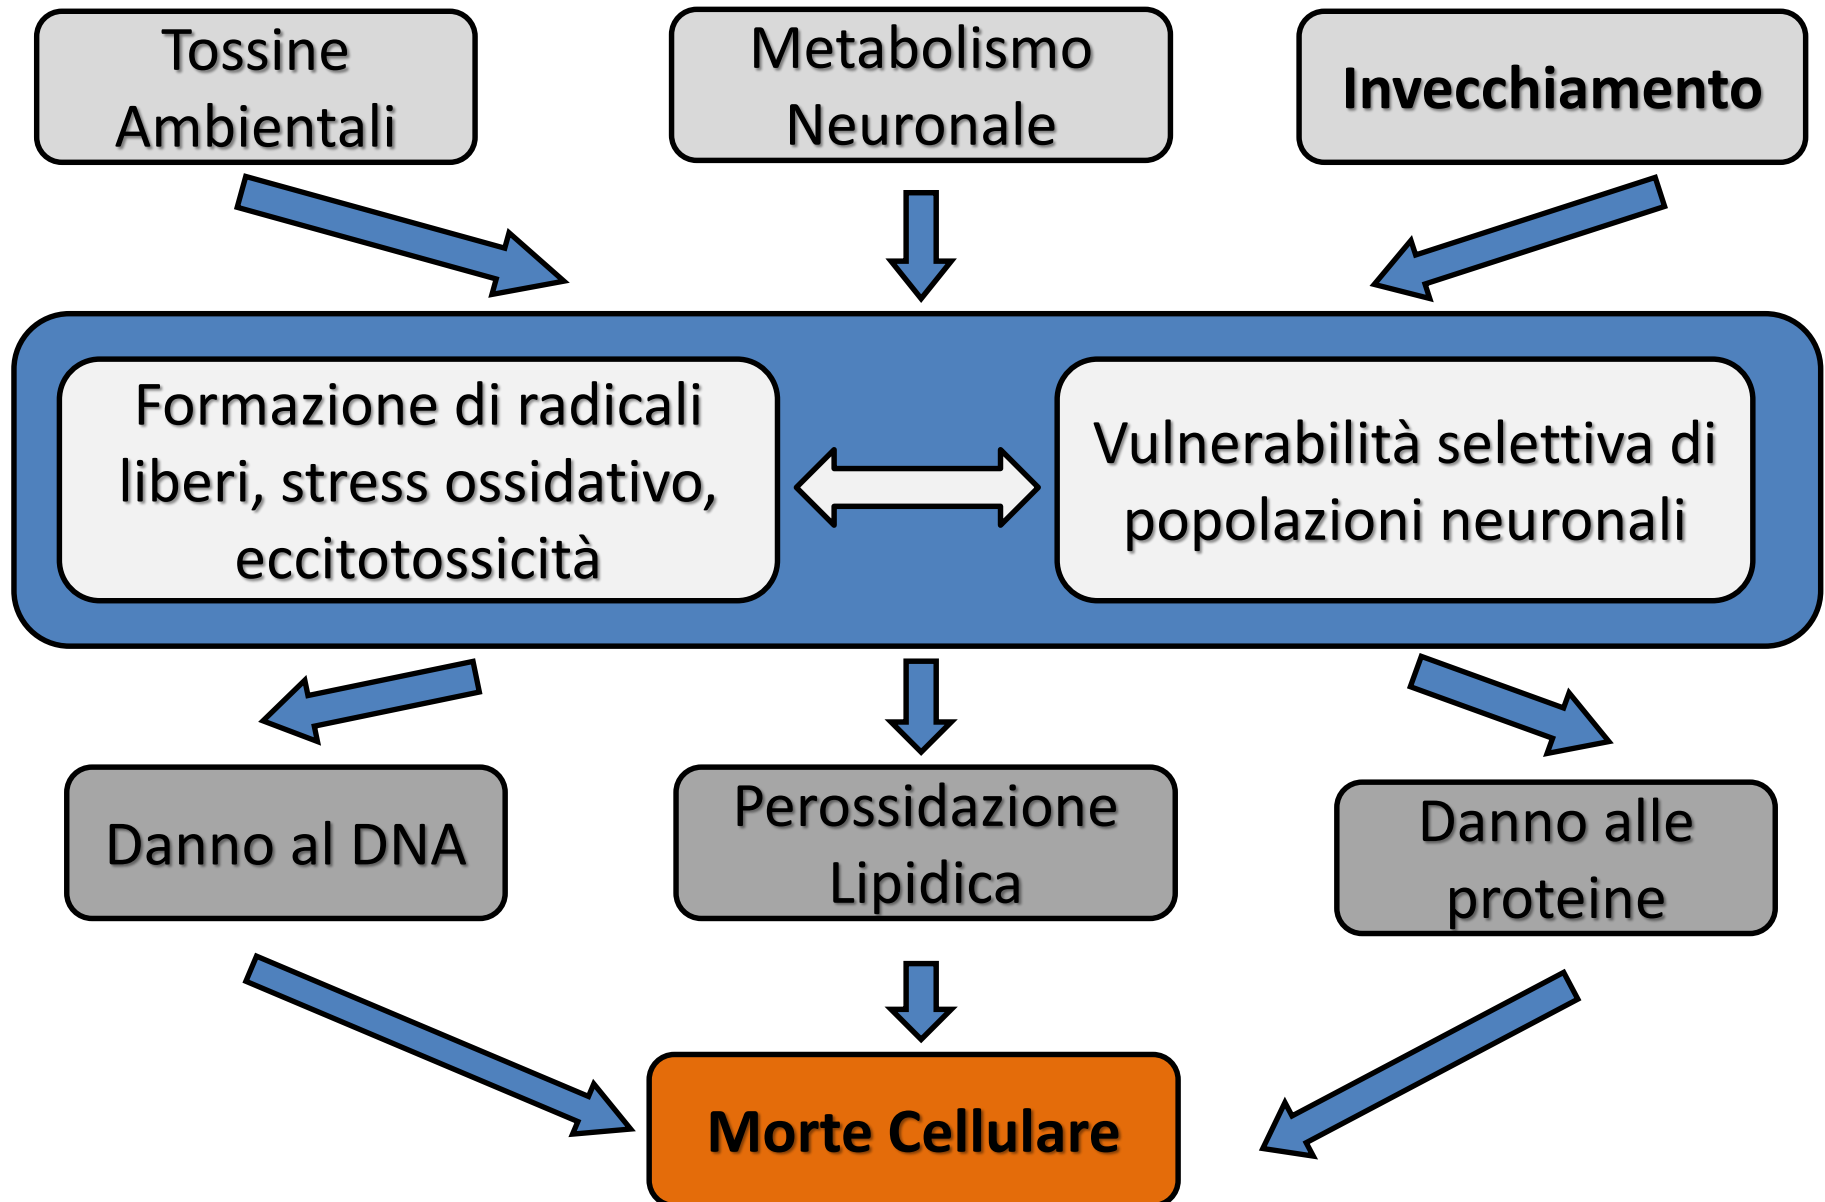 Tossine
Ambientali
Metabolismo
Neuronale
Invecchiamento
Formazione di radicali
liberi, stress ossidativo,
eccitotossicità
Vulnerabilità selettiva di
popolazioni neuronali
Danno al DNA
Perossidazione
Lipidica
Danno alle
proteine
Morte Cellulare